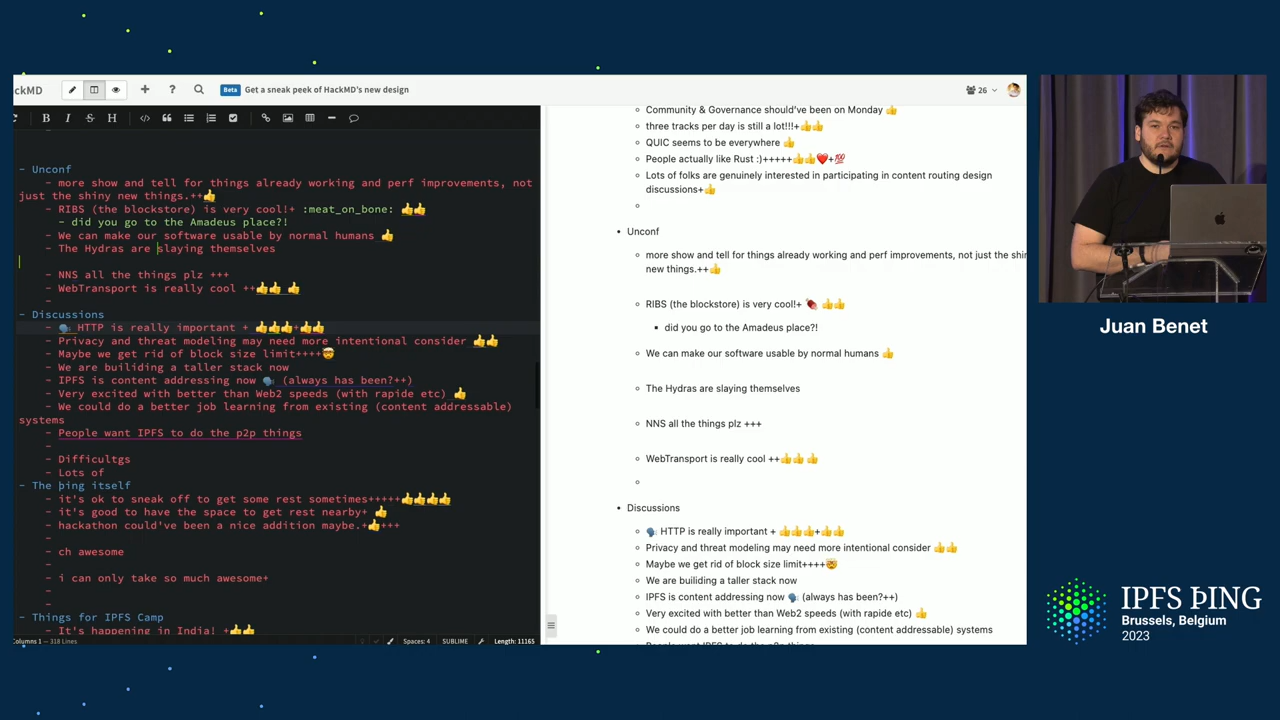 ckMD
Beta Get a sneak peek of HackMD's new design
26
- Unconf
- more show and tell for things already working and perf improvements, not
just the shiny new things.++👍
- RIBS (the blockstore) is very cool!+ :meat_on_bone: 👍👍
- did you go to the Amadeus place?!
- We can make our software usable by normal humans 👍
- The Hydras are slaying themselves
- NNS all the things plz +++
- WebTransport is really cool ++👍👍 👍
-
- Discussions
- 🗣 HTTP is really important + 👍👍👍+👍👍
- Privacy and threat modeling may need more intentional consider 👍👍
- Maybe we get rid of block size limit++++🤯
- We are builiding a taller stack now
- IPFS is content addressing now 🗣 (always has been?++)
- Very excited with better than Web2 speeds (with rapide etc) 👍
- We could do a better job learning from existing (content addressable)
systems
- People want IPFS to do the p2p things
-
- Difficultgs
- Lots of
- The þing itself
- it's ok to sneak off to get some rest sometimes+++++👍👍👍👍
- it's good to have the space to get rest nearby+ 👍
- hackathon could've been a nice addition maybe.+👍+++
-
- ch awesome
-
- i can only take so much awesome+
-
-
- Things for IPFS Camp
- It's happening in India! +👍👍
Columns 1 — 318 Lines
Spaces: 4
SUBLIME
Length: 11165
Community & Governance should've been on Monday 👍
three tracks per day is still a lot!!!+👍👍
QUIC seems to be everywhere 👍
People actually like Rust :)+++++👍👍❤️+💯
Lots of folks are genuinely interested in participating in content routing design
discussions+👍
Unconf
more show and tell for things already working and perf improvements, not just the shin
new things.++👍
RIBS (the blockstore) is very cool!+ 🍖 👍👍
did you go to the Amadeus place?!
We can make our software usable by normal humans 👍
The Hydras are slaying themselves
NNS all the things plz +++
WebTransport is really cool ++👍👍 👍
Discussions
🗣 HTTP is really important + 👍👍👍+👍👍
Privacy and threat modeling may need more intentional consider 👍👍
Maybe we get rid of block size limit++++🤯
We are builiding a taller stack now
IPFS is content addressing now 🗣 (always has been?++)
Very excited with better than Web2 speeds (with rapide etc) 👍
We could do a better job learning from existing (content addressable) systems
Juan Benet
IPFS ÞING
Brussels, Belgium
2023